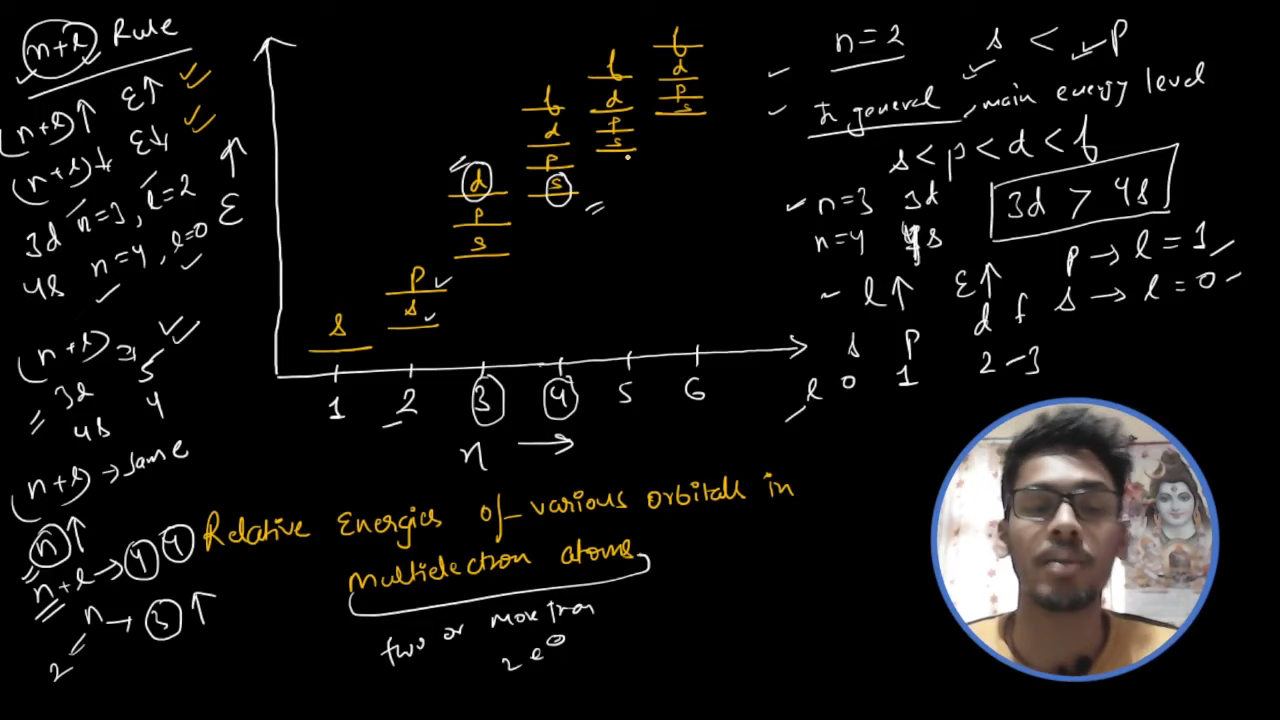 n+l Rule
(n+l)↑ ε↑
(n+l)↓ ε↓
3d n=3, l=2
4s n=4, l=0
(n+l) =
3d 5
4s 4
(n+l) → same
n ↑
n+l → 4 4
n → 3 ↑
2
ε ↑
s
p
s
d
p
s
f
d
p
s
f
d
p
s
f
d
p
s
1 2 3 4 5 6
n →
Relative Energies of various orbitals in
multielectron atoms
two or more than
2 e⊖
n=2 s < p
In general, main energy level
s < p < d < f
n=3 3d
n=4 4s
3d > 4s
l↑ ε↑
p → l = 1
s → l = 0
s p d f
l 0 1 2 - 3